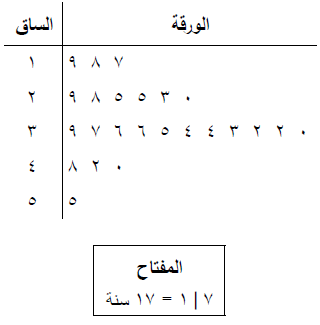 الورقة الساق
٧ ٨ ٩ ١
٠ ٣ ٥ ٥ ٨ ٩ ٢
٠ ٢ ٢ ٣ ٤ ٤ ٥ ٦ ٦ ٧ ٩ ٣
٠ ٢ ٨ ٤
٥ ٥
المفتاح
٧ | ١ = ١٧ سنة